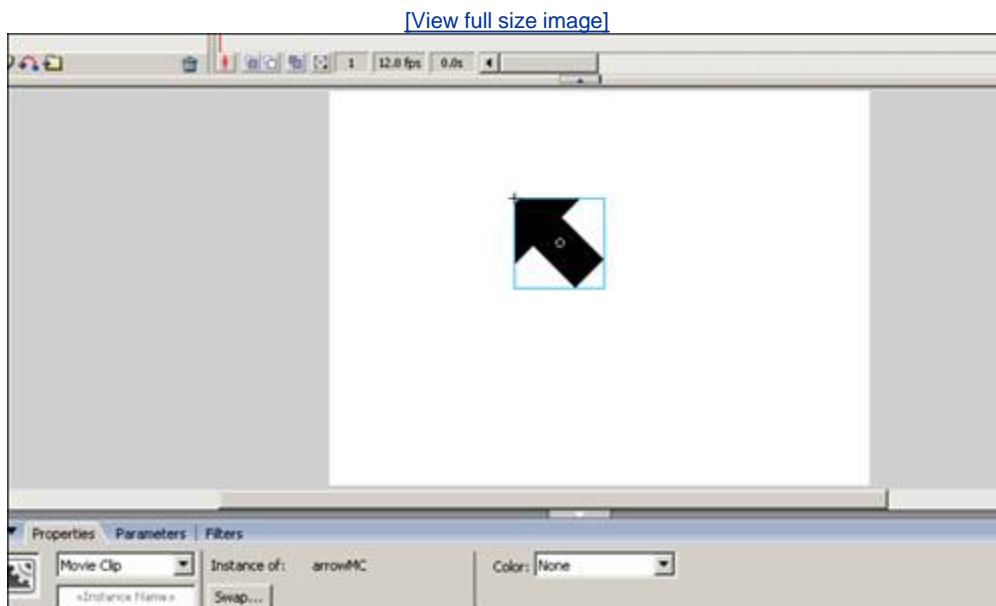 [View full size image]
1 12.0 fps 0.0s
Properties Parameters Filters
Movie Clip Instance of: arrowMC Color: None
<Instance Name> Swap...